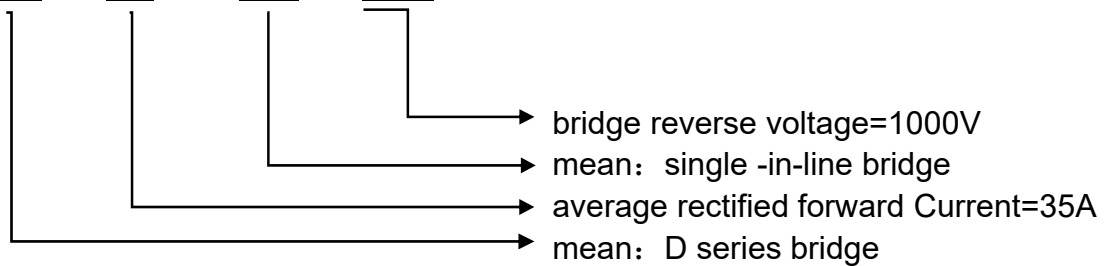 bridge reverse voltage=1000V
mean：single -in-line bridge
average rectified forward Current=35A
mean：D series bridge